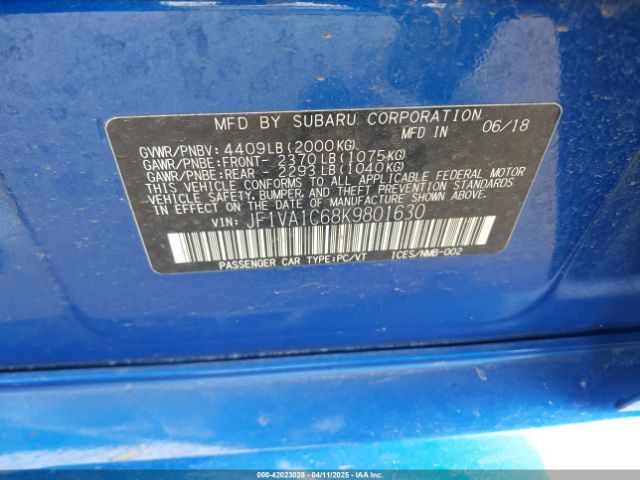 MFD BY SUBARU CORPORATION
MFD IN 06/18
GVWR/PNBV: 4409LB(2000KG)
GAWR/PNBE:FRONT- 2370LB(1075KG)
GAWR/PNBE:REAR - 2293LB(1040KG)
THIS VEHICLE CONFORMS TO ALL APPLICABLE FEDERAL MOTOR
VEHICLE SAFETY, BUMPER, AND THEFT PREVENTION STANDARDS
IN EFFECT ON THE DATE OF MANUFACTURE SHOWN ABOVE.
VIN: JF1VA1C68K9801630
PASSENGER CAR TYPE:PC/VT ICES/NMB-002
000-42023028 - 04/11/2025 - IAAI.COM